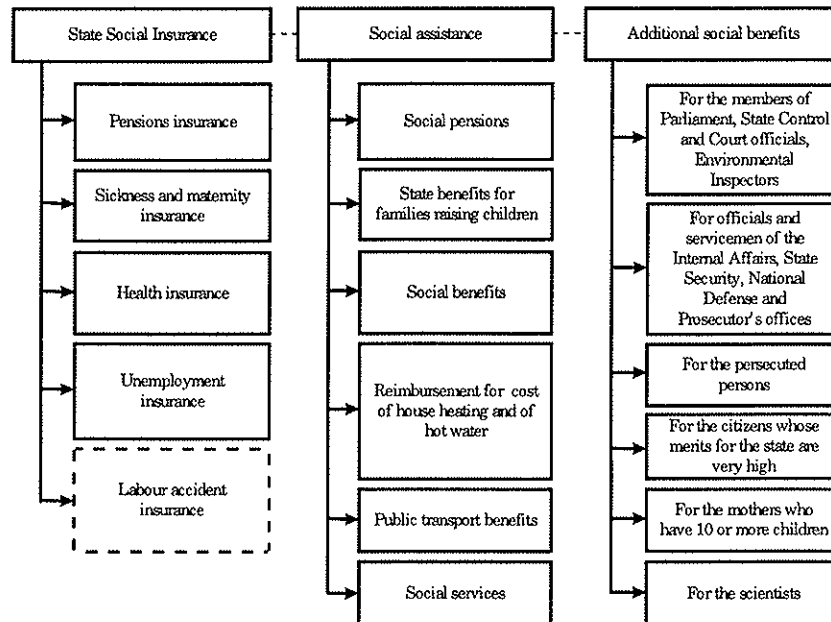 State Social Insurance
Pensions insurance
Sickness and maternity
insurance
Health insurance
Unemployment
insurance
Labour accident
insurance
Social assistance
Social pensions
State benefits for
families raising children
Social benefits
Reimbursement for cost
of house heating and of
hot water
Public transport benefits
Social services
Additional social benefits
For the members of
Parliament, State Control
and Court officials,
Environmental
Inspectors
For officials and
servicemen of the
Internal Affairs, State
Security, National
Defense and
Prosecutor's offices
For the persecuted
persons
For the citizens whose
merits for the state are
very high
For the mothers who
have 10 or more children
For the scientists